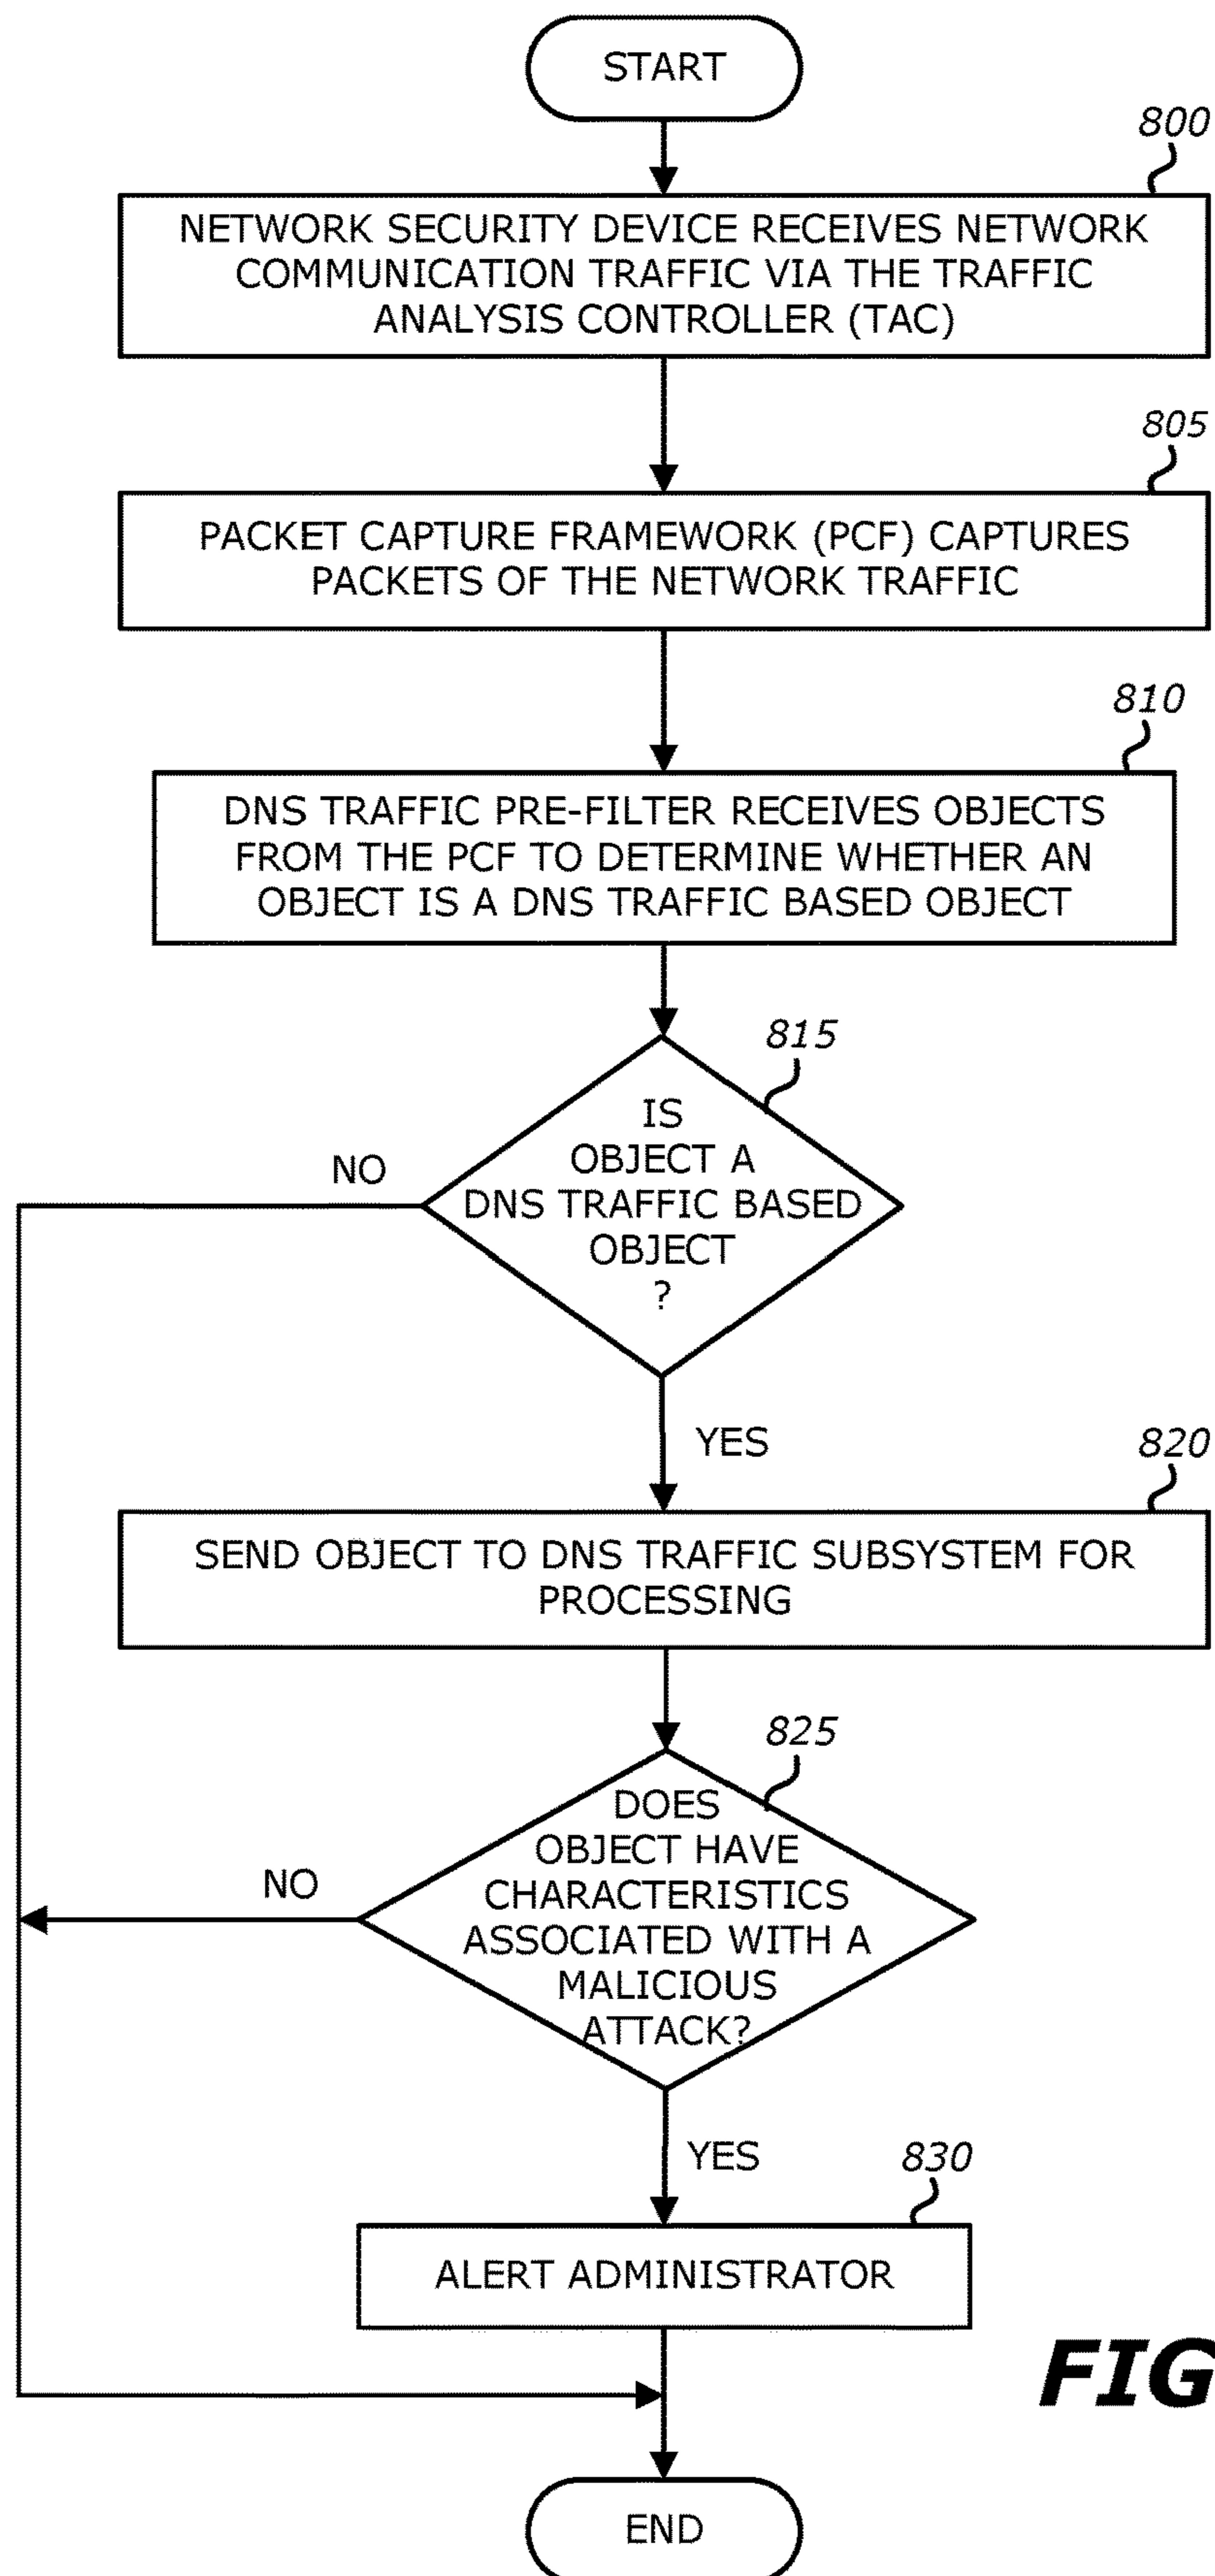 START
800
NETWORK SECURITY DEVICE RECEIVES NETWORK
COMMUNICATION TRAFFIC VIA THE TRAFFIC
ANALYSIS CONTROLLER (TAC)
805
PACKET CAPTURE FRAMEWORK (PCF) CAPTURES
PACKETS OF THE NETWORK TRAFFIC
810
DNS TRAFFIC PRE-FILTER RECEIVES OBJECTS
FROM THE PCF TO DETERMINE WHETHER AN
OBJECT IS A DNS TRAFFIC BASED OBJECT
815
IS
OBJECT A
DNS TRAFFIC BASED
OBJECT
?
NO
YES
820
SEND OBJECT TO DNS TRAFFIC SUBSYSTEM FOR
PROCESSING
825
DOES
OBJECT HAVE
CHARACTERISTICS
ASSOCIATED WITH A
MALICIOUS
ATTACK?
NO
YES
830
ALERT ADMINISTRATOR
FIG
END